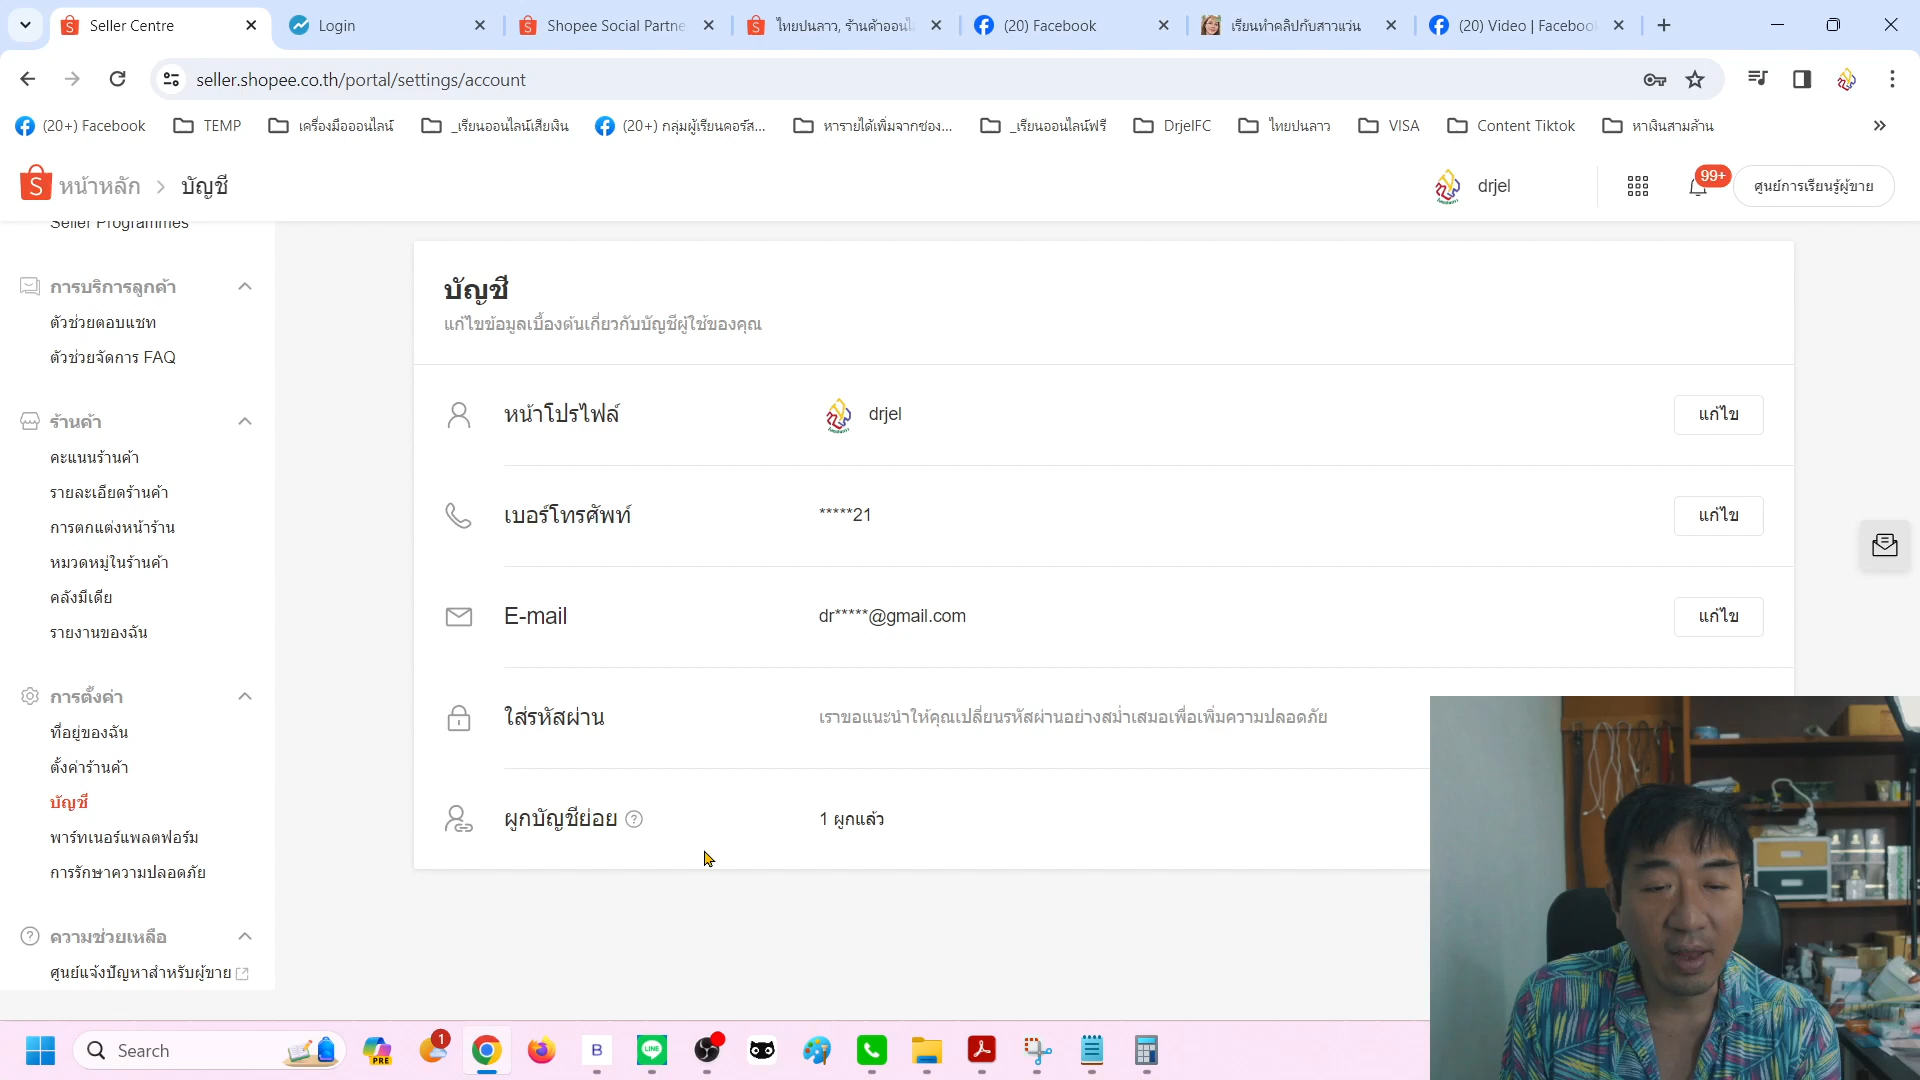 Seller Centre
Login
Shopee Social Partne
ไทยปนลาว, ร้านค้าออนไ
(20) Facebook
เรียนทำคลิปกับสาวแว่น
(20) Video | Faceboo
seller.shopee.co.th/portal/settings/account
(20+) Facebook
TEMP
เครื่องมือออนไลน์
_เรียนออนไลน์เสียเงิน
(20+) กลุ่มผู้เรียนคอร์ส...
หารายได้เพิ่มจากช่อง...
_เรียนออนไลน์ฟรี
DrjelFC
ไทยปนลาว
VISA
Content Tiktok
หาเงินสามล้าน
หน้าหลัก > บัญชี
drjel
99+
ศูนย์การเรียนรู้ผู้ขาย
Seller Programmes
การบริการลูกค้า
ตัวช่วยตอบแชท
ตัวช่วยจัดการ FAQ
ร้านค้า
คะแนนร้านค้า
รายละเอียดร้านค้า
การตกแต่งหน้าร้าน
หมวดหมู่ในร้านค้า
คลังมีเดีย
รายงานของฉัน
การตั้งค่า
ที่อยู่ของฉัน
ตั้งค่าร้านค้า
บัญชี
พาร์ทเนอร์แพลตฟอร์ม
การรักษาความปลอดภัย
ความช่วยเหลือ
ศูนย์แจ้งปัญหาสำหรับผู้ขาย
บัญชี
แก้ไขข้อมูลเบื้องต้นเกี่ยวกับบัญชีผู้ใช้ของคุณ
หน้าโปรไฟล์
drjel
แก้ไข
เบอร์โทรศัพท์
*****21
แก้ไข
E-mail
dr*****@gmail.com
แก้ไข
ใส่รหัสผ่าน
เราขอแนะนำให้คุณเปลี่ยนรหัสผ่านอย่างสม่ำเสมอเพื่อเพิ่มความปลอดภัย
ผูกบัญชีย่อย ?
1 ผูกแล้ว
Search
PRE
1
B
LINE